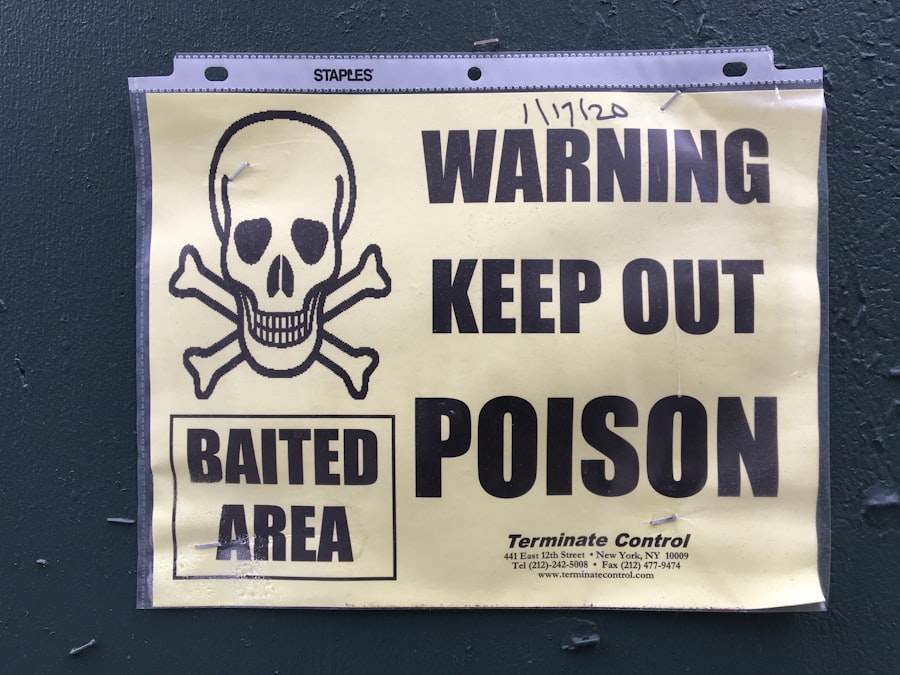 STAPLES
1/17/20
WARNING
KEEP OUT
POISON
BAITED
AREA
Terminate Control
441 East 12th Street • New York, NY 10009
Tel (212)-242-5008 • Fax (212) 477-9474
www.terminatecontrol.com